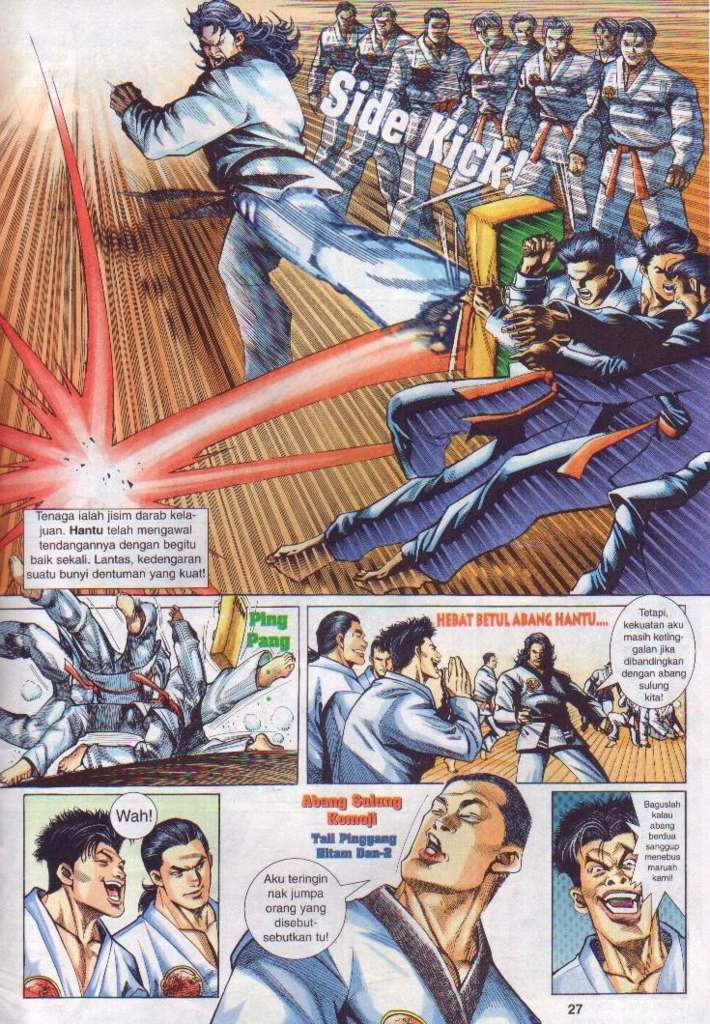 Side Kick!
Tenaga ialah jisim darab kela-
juan. Hantu telah mengawal
tendangannya dengan begitu
baik sekali. Lantas, kedengaran
suatu bunyi dentuman yang kuat!
Ping
Pang
HEBAT BETUL ABANG HANTU....
Tetapi,
kekuatan aku
masih keting-
galan jika
dibandingkan
dengan abang
sulung
kita!
Wah!
Abang Sulung
Komoji
Tali Pinggang
Hitam Dan-2
Aku teringin
nak jumpa
orang yang
disebut-
sebutkan tu!
Baguslah
kalau
abang
berdua
sanggup
menebus
maruah
kami!
27